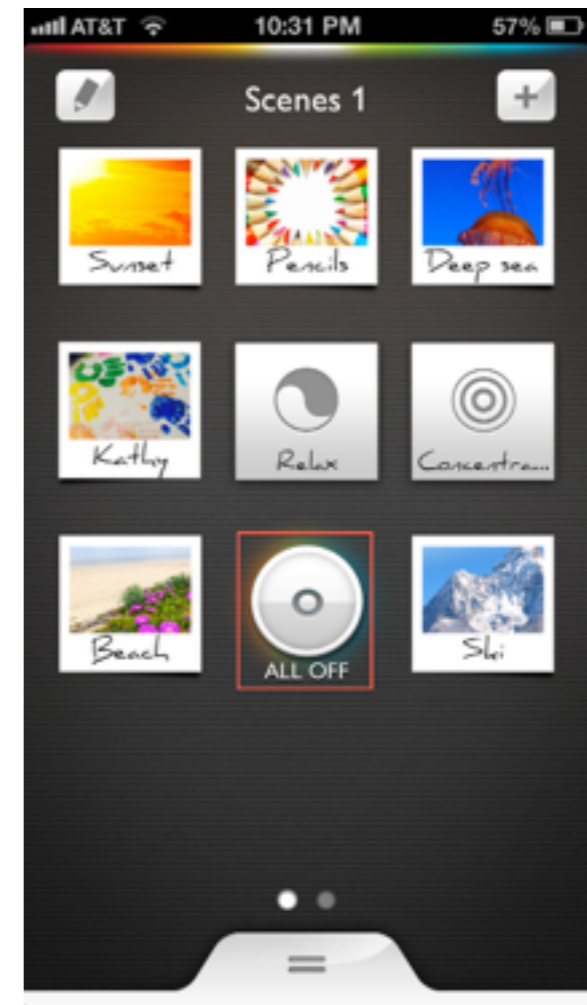 AT&T 10:31 PM 57%
Scenes 1
Sunset Pencils Deep sea
Kathy Relax Concentra...
Beach ALL OFF Ski